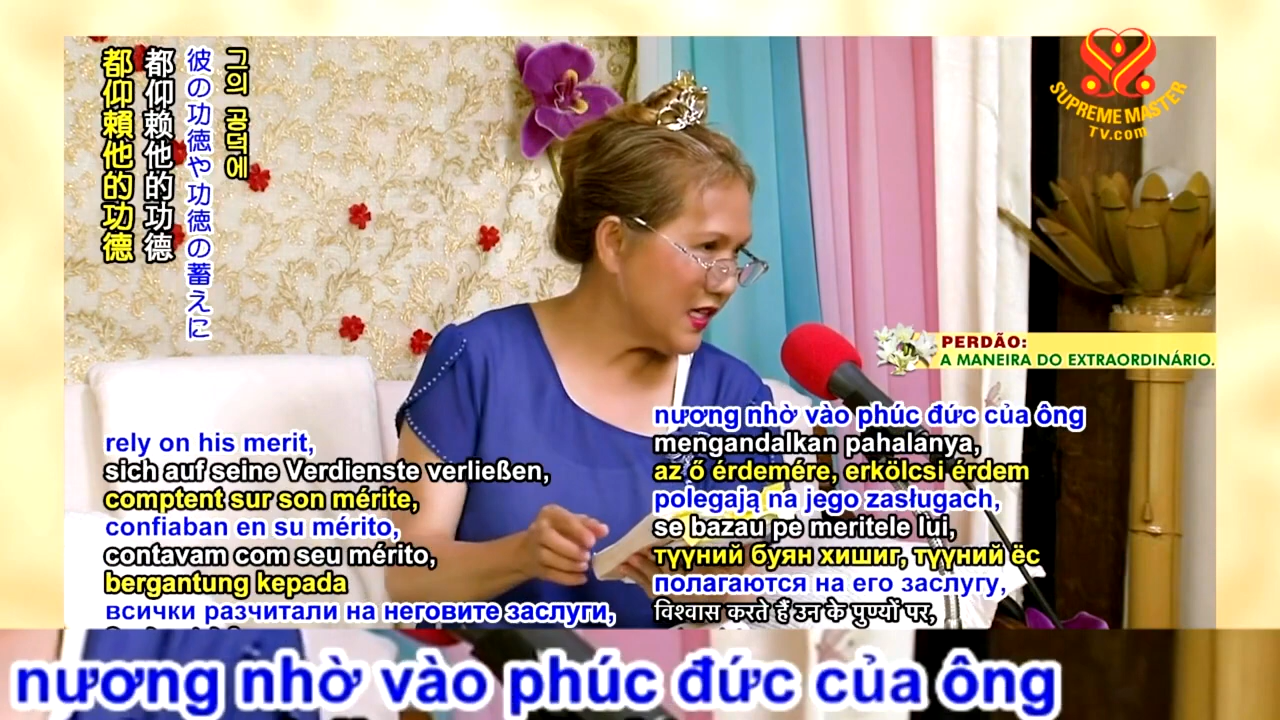 都仰賴他的功德
都仰赖他的功德
彼の功徳や功徳の蓄えに
그의 공덕에
SUPREME MASTER
TV.com
PERDÃO:
A MANEIRA DO EXTRAORDINÁRIO.
rely on his merit,
sich auf seine Verdienste verließen,
comptent sur son mérite,
confiaban en su mérito,
contavam com seu mérito,
bergantung kepada
всички разчитали на неговите заслуги,
nương nhờ vào phúc đức của ông
mengandalkan pahalanya,
az ő érdemére, erkölcsi érdem
polegają na jego zasługach,
se bazau pe meritele lui,
түүний буян хишиг, түүний ёс
полагаются на его заслугу,
विश्वास करते हैं उन के पुण्यों पर,
nương nhờ vào phúc đức của ông